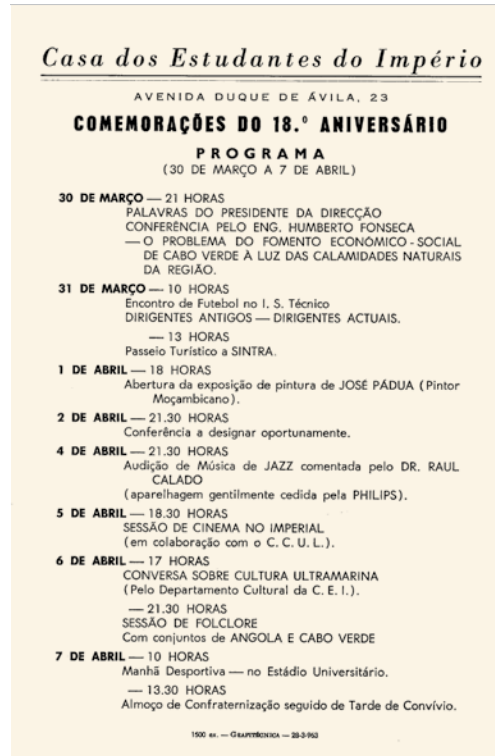 Casa dos Estudantes do Império
AVENIDA DUQUE DE ÁVILA, 23
COMEMORAÇÕES DO 18.º ANIVERSÁRIO
PROGRAMA
(30 DE MARÇO A 7 DE ABRIL)
30 DE MARÇO — 21 HORAS
PALAVRAS DO PRESIDENTE DA DIRECÇÃO
CONFERÊNCIA PELO ENG. HUMBERTO FONSECA
— O PROBLEMA DO FOMENTO ECONÓMICO-SOCIAL
DE CABO VERDE À LUZ DAS CALAMIDADES NATURAIS
DA REGIÃO.
31 DE MARÇO — 10 HORAS
Encontro de Futebol no I. S. Técnico
DIRIGENTES ANTIGOS — DIRIGENTES ACTUAIS.
— 13 HORAS
Passeio Turístico a SINTRA.
1 DE ABRIL — 18 HORAS
Abertura da exposição de pintura de JOSÉ PÁDUA (Pintor
Moçambicano).
2 DE ABRIL — 21.30 HORAS
Conferência a designar oportunamente.
4 DE ABRIL — 21.30 HORAS
Audição de Música de JAZZ comentada pelo DR. RAUL
CALADO
(aparelhagem gentilmente cedida pela PHILIPS).
5 DE ABRIL — 18.30 HORAS
SESSÃO DE CINEMA NO IMPERIAL
(em colaboração com o C. C. U. L.).
6 DE ABRIL — 17 HORAS
CONVERSA SOBRE CULTURA ULTRAMARINA
(Pelo Departamento Cultural da C. E. I.).
— 21.30 HORAS
SESSÃO DE FOLCLORE
Com conjuntos de ANGOLA E CABO VERDE
7 DE ABRIL — 10 HORAS
Manhã Desportiva — no Estádio Universitário.
— 13.30 HORAS
Almoço de Confraternização seguido de Tarde de Convívio.
1500 ex. — GRAFITÉCNICA — 28-3-963